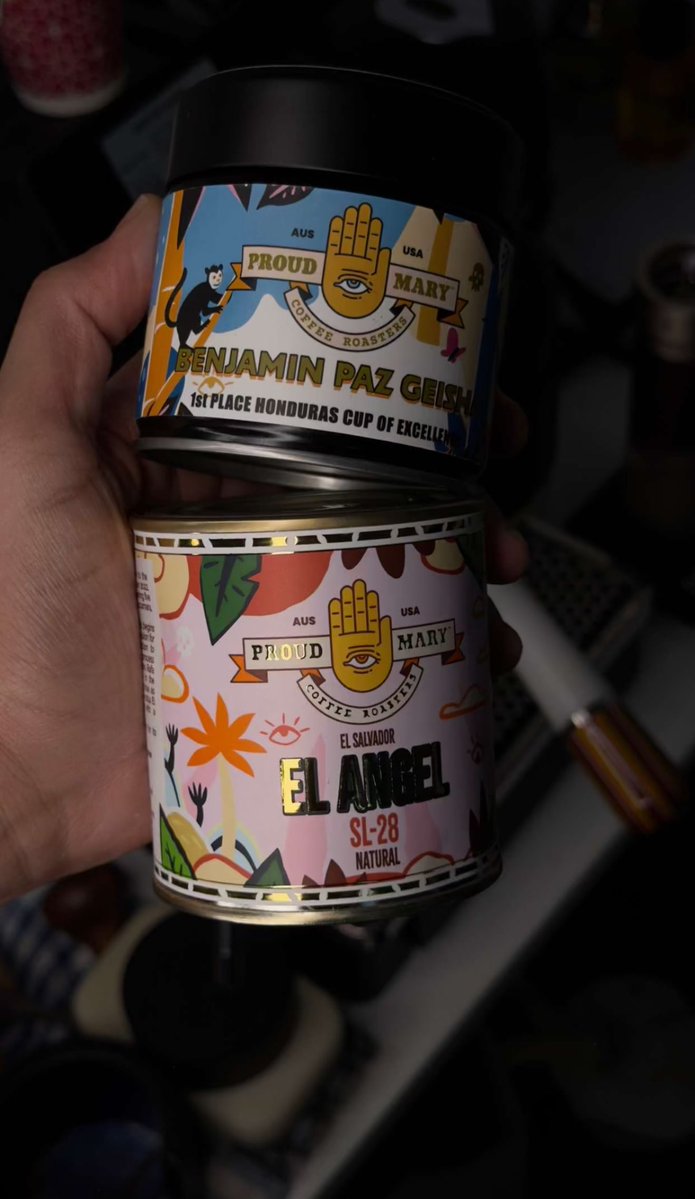 AUS USA
PROUD MARY
COFFEE ROASTERS
BENJAMIN PAZ GEISH
1st PLACE HONDURAS CUP OF EXCELLEN
AUS USA
PROUD MARY™
COFFEE ROASTERS
EL SALVADOR
EL ANGEL
SL-28
NATURAL